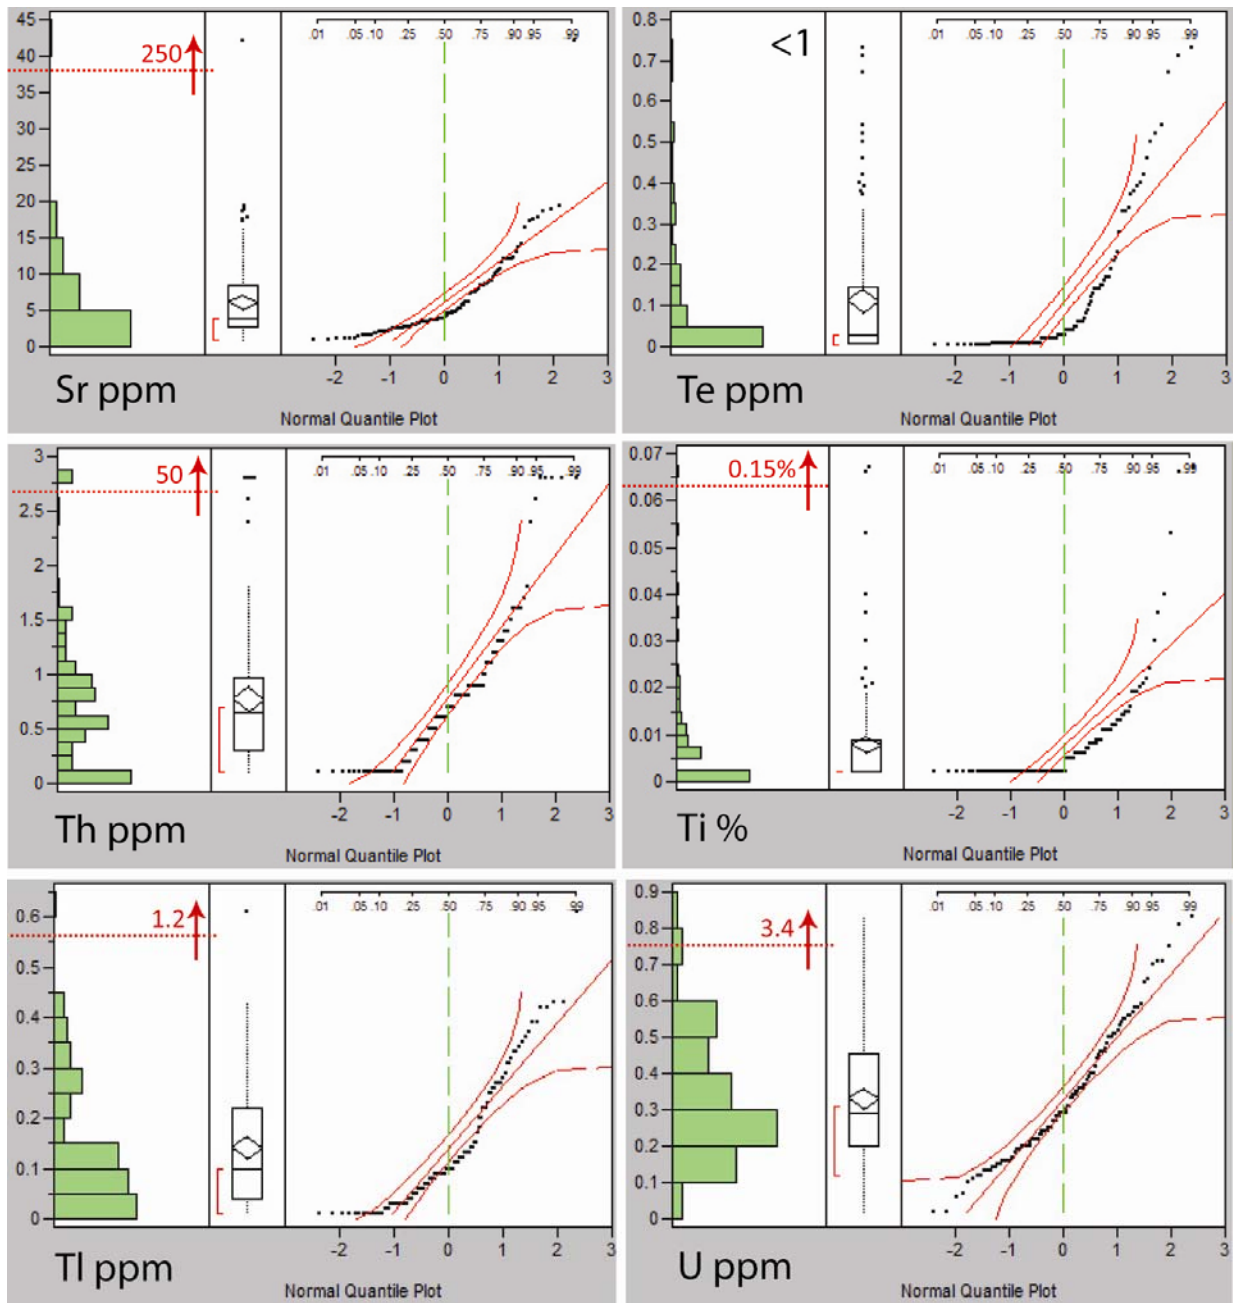 45
40
35
30
25
20
15
10
5
0
250
.01 .05 .10 .25 .50 .75 .90 .95 .99
-2 -1 0 1 2 3
Sr ppm
Normal Quantile Plot
0.8
0.7
0.6
0.5
0.4
0.3
0.2
0.1
0
<1
.01 .05 .10 .25 .50 .75 .90 .95 .99
-2 -1 0 1 2 3
Te ppm
Normal Quantile Plot
3
2.5
2
1.5
1
0.5
0
50
.01 .05 .10 .25 .50 .75 .90 .95 .99
-2 -1 0 1 2 3
Th ppm
Normal Quantile Plot
0.07
0.06
0.05
0.04
0.03
0.02
0.01
0
0.15%
.01 .05 .10 .25 .50 .75 .90 .95 .99
-2 -1 0 1 2 3
Ti %
Normal Quantile Plot
0.6
0.5
0.4
0.3
0.2
0.1
0
1.2
.01 .05 .10 .25 .50 .75 .90 .95 .99
-2 -1 0 1 2 3
Tl ppm
Normal Quantile Plot
0.9
0.8
0.7
0.6
0.5
0.4
0.3
0.2
0.1
0
3.4
.01 .05 .10 .25 .50 .75 .90 .95 .99
-2 -1 0 1 2 3
U ppm
Normal Quantile Plot